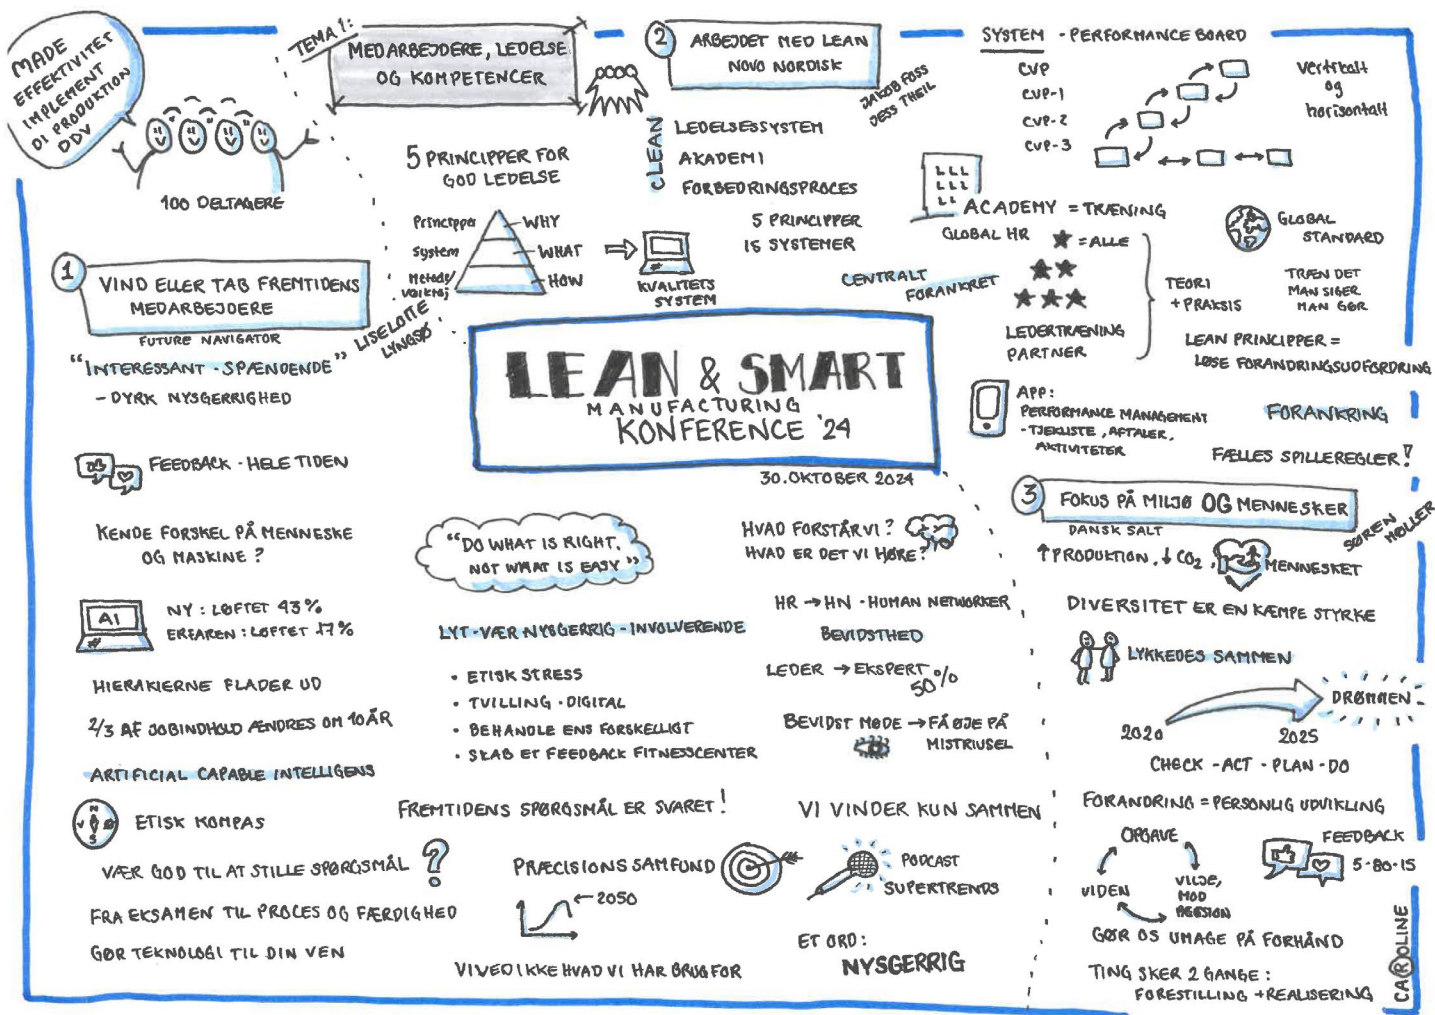 MADE
EFFEKTIVITET
IMPLEMENT
DI PRODUKTION
DDV
100 DELTAGERE
TEMA 1:
MEDARBEJDERE, LEDELSE
OG KOMPETENCER
1
VIND ELLER TAB FREMTIDENS
MEDARBEJDERE
FUTURE NAVIGATOR
LISELOTTE
LYNGSØ
"INTERESSANT - SPÆNDENDE"
- DYRK NYSGERRIGHED
FEEDBACK - HELE TIDEN
KENDE FORSKEL PÅ MENNESKE
OG MASKINE?
AI
NY: LØFTET 43%
ERFAREN: LØFTET 17%
HIERAKIERNE FLADER UD
2/3 AF JOBINDHOLD ÆNDRES OM 10 ÅR
ARTIFICIAL CAPABLE INTELLIGENS
N
V Ø
S
ETISK KOMPAS
VÆR GOD TIL AT STILLE SPØRGSMÅL ?
FRA EKSAMEN TIL PROCES OG FÆRDIGHED
GØR TEKNOLOGI TIL DIN VEN
"DO WHAT IS RIGHT,
NOT WHAT IS EASY"
LYT - VÆR NYSGERRIG - INVOLVERENDE
• ETISK STRESS
• TVILLING - DIGITAL
• BEHANDLE ENS FORSKELLIGT
• SKAB ET FEEDBACK FITNESSCENTER
FREMTIDENS SPØRGSMÅL ER SVARET!
PRÆCISIONS SAMFUND
2050
VI VED IKKE HVAD VI HAR BRUG FOR
HVAD FORSTÅR VI?
HVAD ER DET VI HØRE?
HR → HN - HUMAN NETWORKER
BEVIDSTHED
LEDER → EKSPERT
50%
BEVIDST MØDE → FÅ ØJE PÅ
MISTRIUSEL
VI VINDER KUN SAMMEN
PODCAST
SUPERTRENDS
ET ORD:
NYSGERRIG
LEAN & SMART
MANUFACTURING
KONFERENCE '24
30. OKTOBER 2024
2
ARBEJDET MED LEAN
NOVO NORDISK
JAKOB FOSS
JESS THEIL
5 PRINCIPPER FOR
GOD LEDELSE
Principper
WHY
System
WHAT
Metode/
værktøj
HOW
KVALITETS
SYSTEM
cLEAN
LEDELSESSYSTEM
AKADEMI
FORBEDRINGSPROCES
5 PRINCIPPER
15 SYSTEMER
CENTRALT
FORANKRET
SYSTEM - PERFORMANCE BOARD
CVP
CVP-1
CVP-2
CVP-3
Vertikalt
og
horisontalt
ACADEMY = TRÆNING
GLOBAL HR
= ALLE
LEDERTRÆNING
PARTNER
TEORI
+ PRAKSIS
GLOBAL
STANDARD
TRÆN DET
MAN SIGER
MAN GØR
LEAN PRINCIPPER =
LØSE FORANDRINGSUDFORDRING
APP:
PERFORMANCE MANAGEMENT
- TJEKLISTE, AFTALER,
AKTIVITETER
FORANKRING
FÆLLES SPILLEREGLER!
3
FOKUS PÅ MILJØ OG MENNESKER
DANSK SALT
SØREN
MØLLER
↑ PRODUKTION, ↓ CO2,
MENNESKET
DIVERSITET ER EN KÆMPE STYRKE
LYKKEDES SAMMEN
DRØMMEN
2020
2025
CHECK - ACT - PLAN - DO
FORANDRING = PERSONLIG UDVIKLING
OPGAVE
VIDEN
VILJE,
MOD
FEEDBACK
5-80-15
GØR OS UMAGE PÅ FORHÅND
TING SKER 2 GANGE:
FORESTILLING + REALISERING
CA(R)OLINE